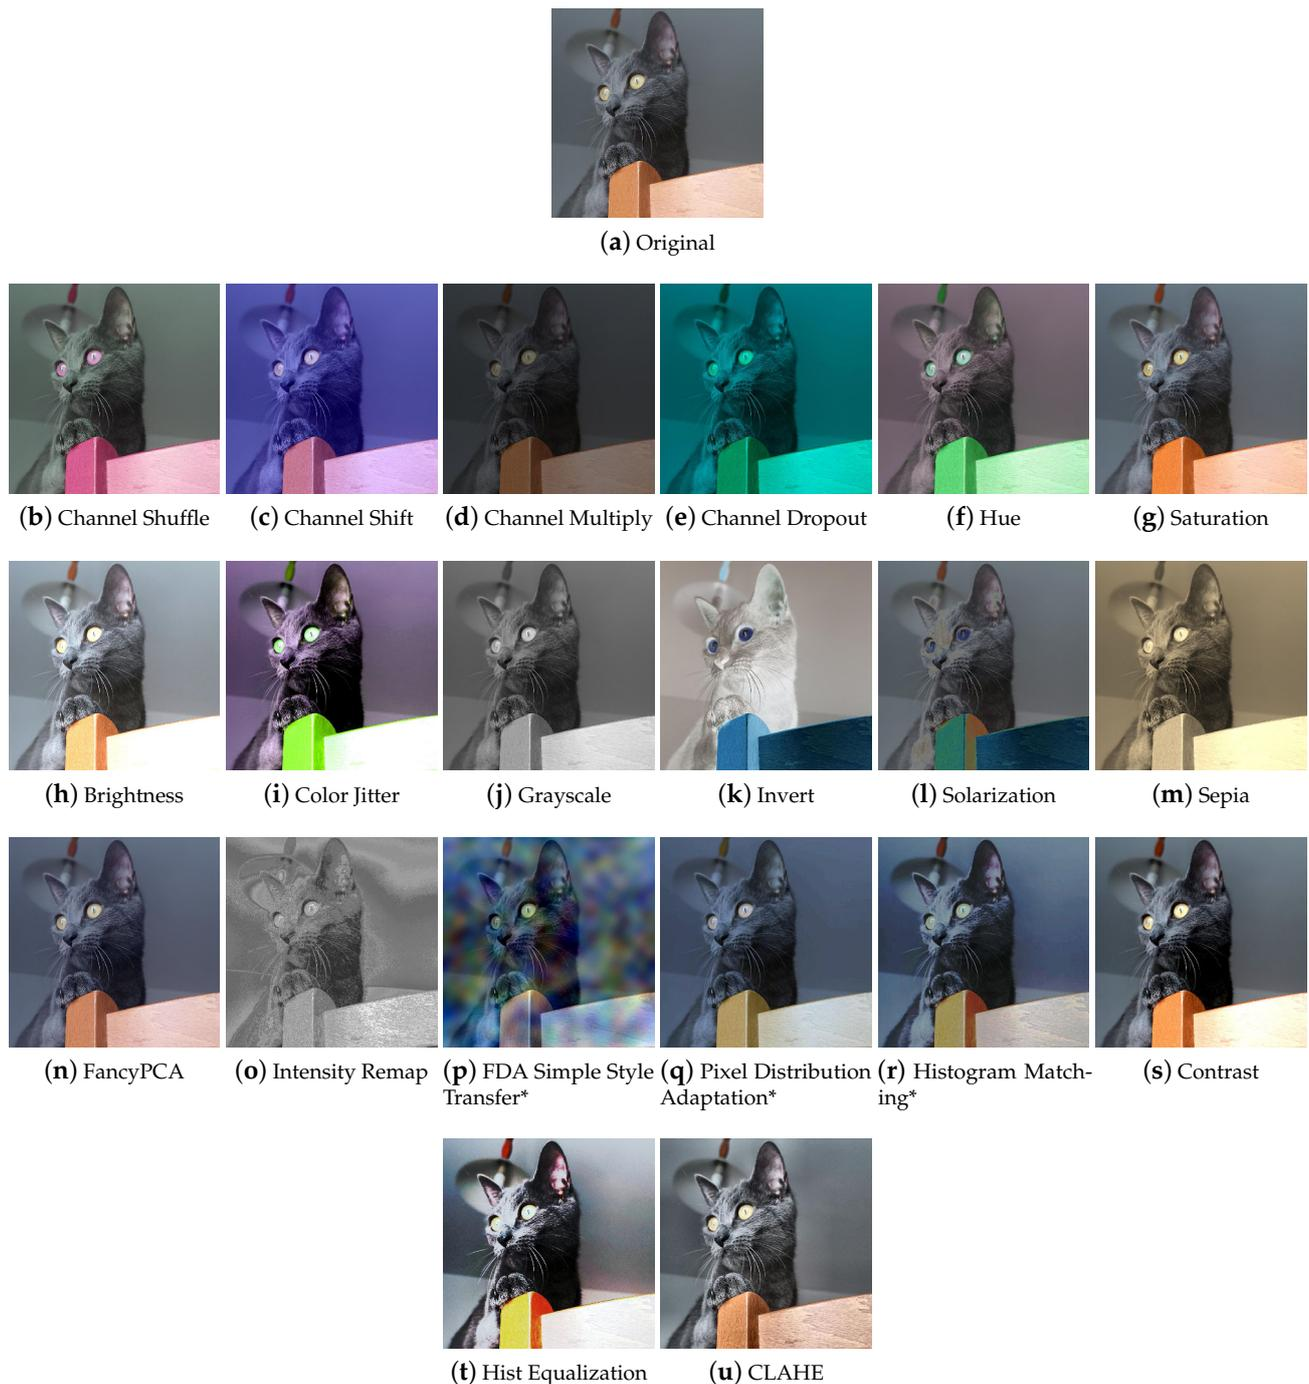 (a) Original
(b) Channel Shuffle
(c) Channel Shift
(d) Channel Multiply
(e) Channel Dropout
(f) Hue
(g) Saturation
(h) Brightness
(i) Color Jitter
(j) Grayscale
(k) Invert
(l) Solarization
(m) Sepia
(n) FancyPCA
(o) Intensity Remap
(p) FDA Simple Style
Transfer*
(q) Pixel Distribution
Adaptation*
(r) Histogram Match-
ing*
(s) Contrast
(t) Hist Equalization
(u) CLAHE